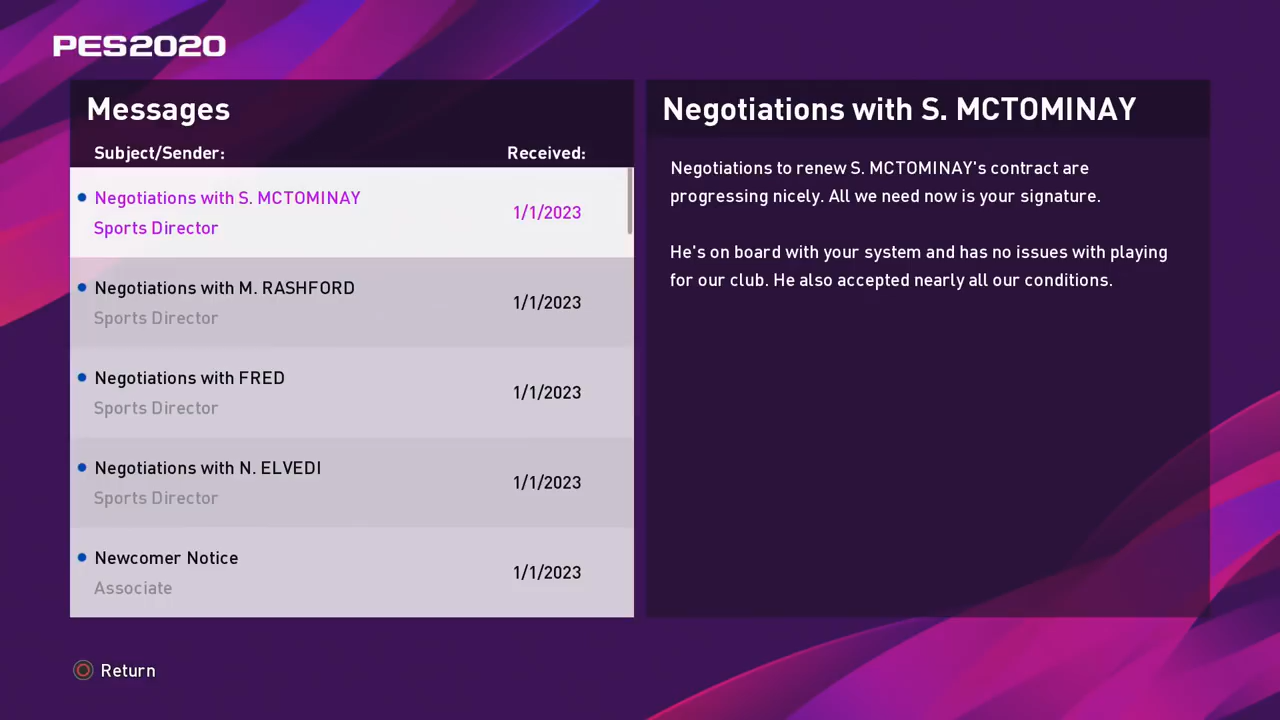 PES2020
Messages
Subject/Sender:
Received:
Negotiations with S. MCTOMINAY
Sports Director
1/1/2023
Negotiations with M. RASHFORD
Sports Director
1/1/2023
Negotiations with FRED
Sports Director
1/1/2023
Negotiations with N. ELVEDI
Sports Director
1/1/2023
Newcomer Notice
Associate
1/1/2023
Negotiations with S. MCTOMINAY
Negotiations to renew S. MCTOMINAY's contract are
progressing nicely. All we need now is your signature.
He's on board with your system and has no issues with playing
for our club. He also accepted nearly all our conditions.
Return